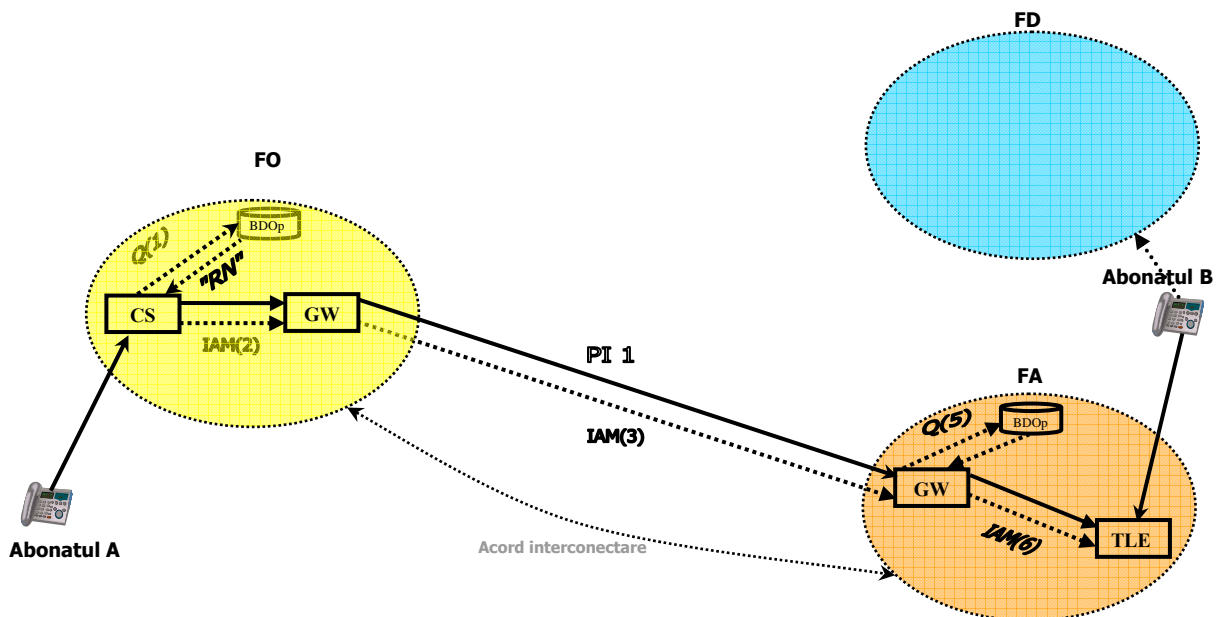 FD
FO
BDOp
Q(1)
"RN"
Abonatul B
CS
GW
IAM(2)
PI 1
FA
Q(5)
BDOp
IAM(3)
GW
IAM(6)
TLE
Abonatul A
Acord interconectare